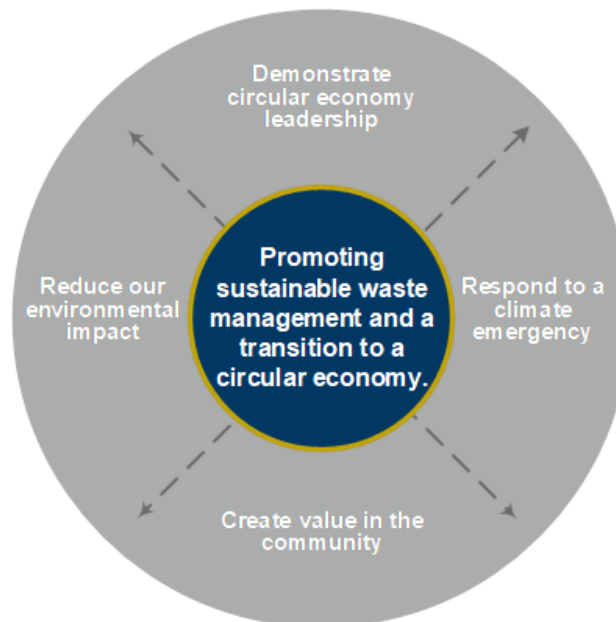 Demonstrate
circular economy
leadership
Promoting
sustainable waste
management and a
transition to a
circular economy.
Reduce our
environmental
impact
Respond to a
climate
emergency
Create value in the
community